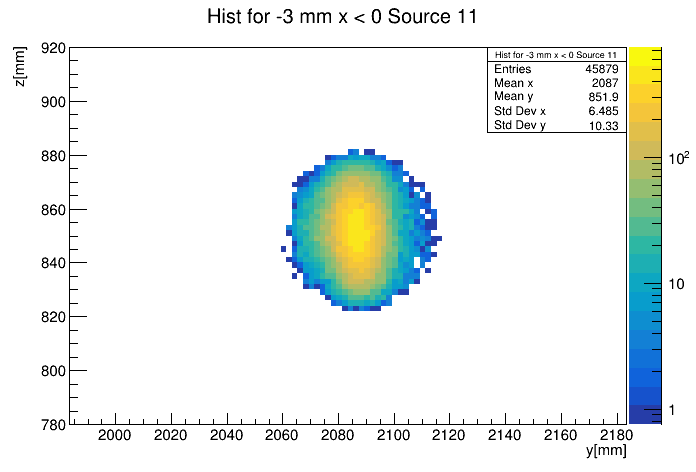 Hist for -3 mm x < 0 Source 11
z[mm]
920
900
880
860
840
820
800
780
2000
2020
2040
2060
2080
2100
2120
2140
2160
2180
y[mm]
Hist for -3 mm x < 0 Source 11
Entries 45879
Mean x 2087
Mean y 851.9
Std Dev x 6.485
Std Dev y 10.33
10²
10
1